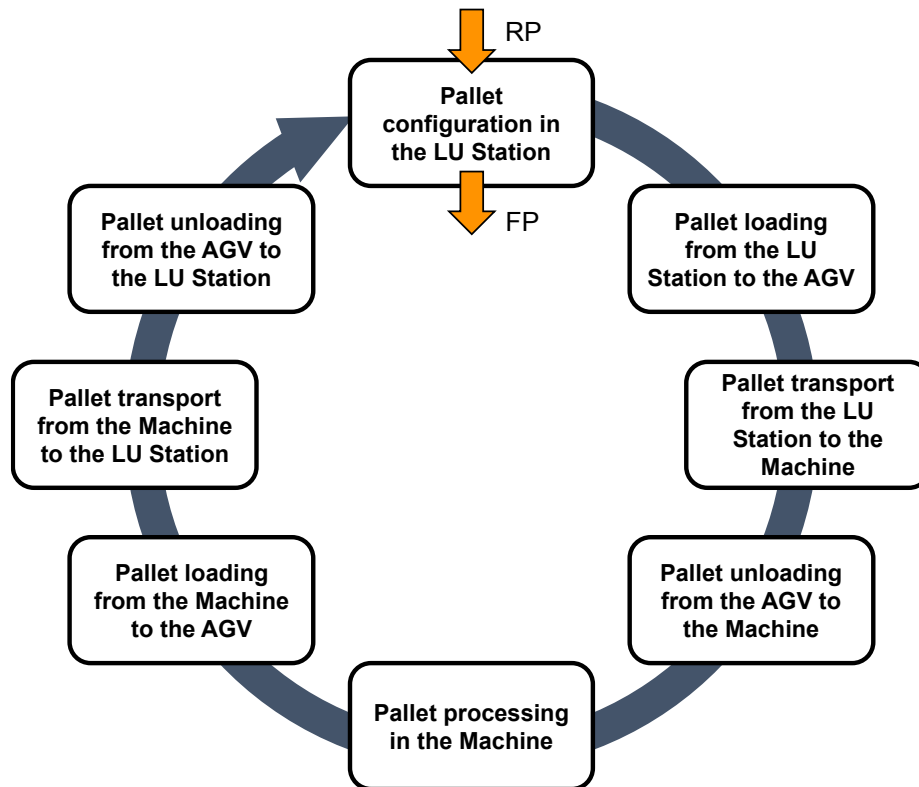 RP
Pallet
configuration in
the LU Station
FP
Pallet loading
from the LU
Station to the AGV
Pallet transport
from the LU
Station to the
Machine
Pallet unloading
from the AGV to
the Machine
Pallet processing
in the Machine
Pallet loading
from the Machine
to the AGV
Pallet transport
from the Machine
to the LU Station
Pallet unloading
from the AGV to
the LU Station